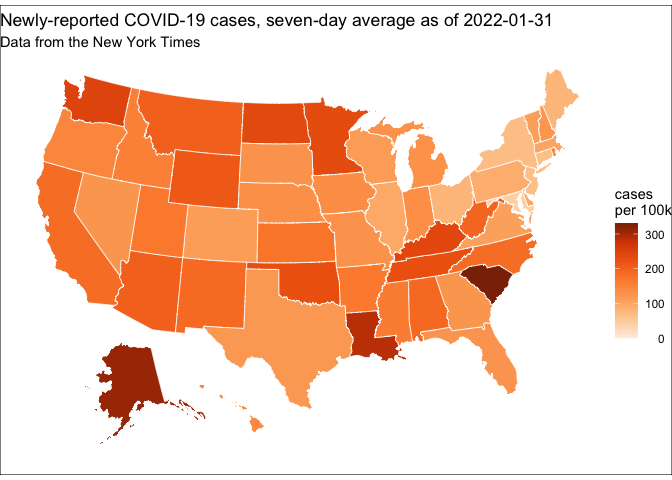 Newly-reported COVID-19 cases, seven-day average as of 2022-01-31
Data from the New York Times
cases
per 100k
300
200
100
0